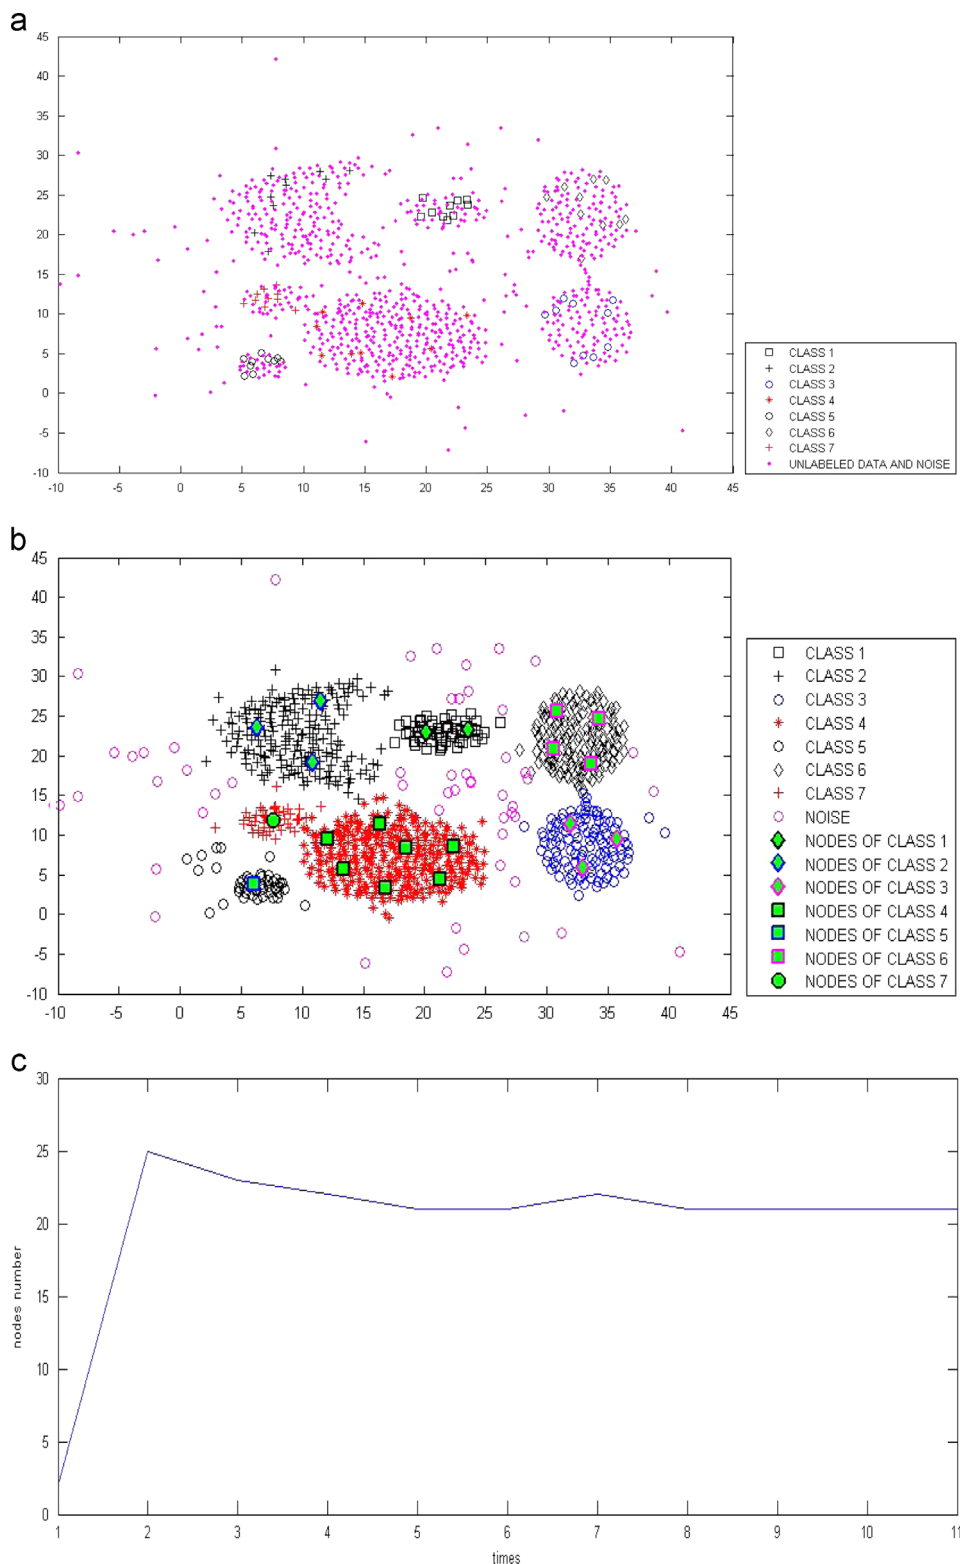 a
45
40
35
30
25
20
15
10
5
0
-5
-10
-10 -5 0 5 10 15 20 25 30 35 40 45
CLASS 1
CLASS 2
CLASS 3
CLASS 4
CLASS 5
CLASS 6
CLASS 7
UNLABELED DATA AND NOISE
b
45
40
35
30
25
20
15
10
5
0
-5
-10
-10 -5 0 5 10 15 20 25 30 35 40 45
CLASS 1
CLASS 2
CLASS 3
CLASS 4
CLASS 5
CLASS 6
CLASS 7
NOISE
NODES OF CLASS 1
NODES OF CLASS 2
NODES OF CLASS 3
NODES OF CLASS 4
NODES OF CLASS 5
NODES OF CLASS 6
NODES OF CLASS 7
c
30
25
20
15
10
5
0
nodes number
1 2 3 4 5 6 7 8 9 10 11
times